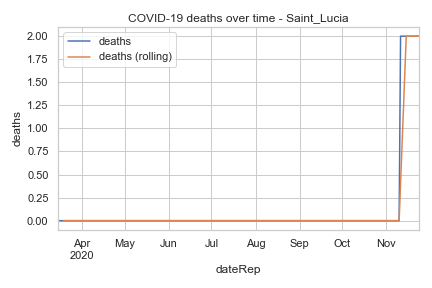 COVID-19 deaths over time - Saint_Lucia
deaths
deaths (rolling)
2.00
1.75
1.50
1.25
1.00
0.75
0.50
0.25
0.00
deaths
Apr
2020
May
Jun
Jul
Aug
Sep
Oct
Nov
dateRep